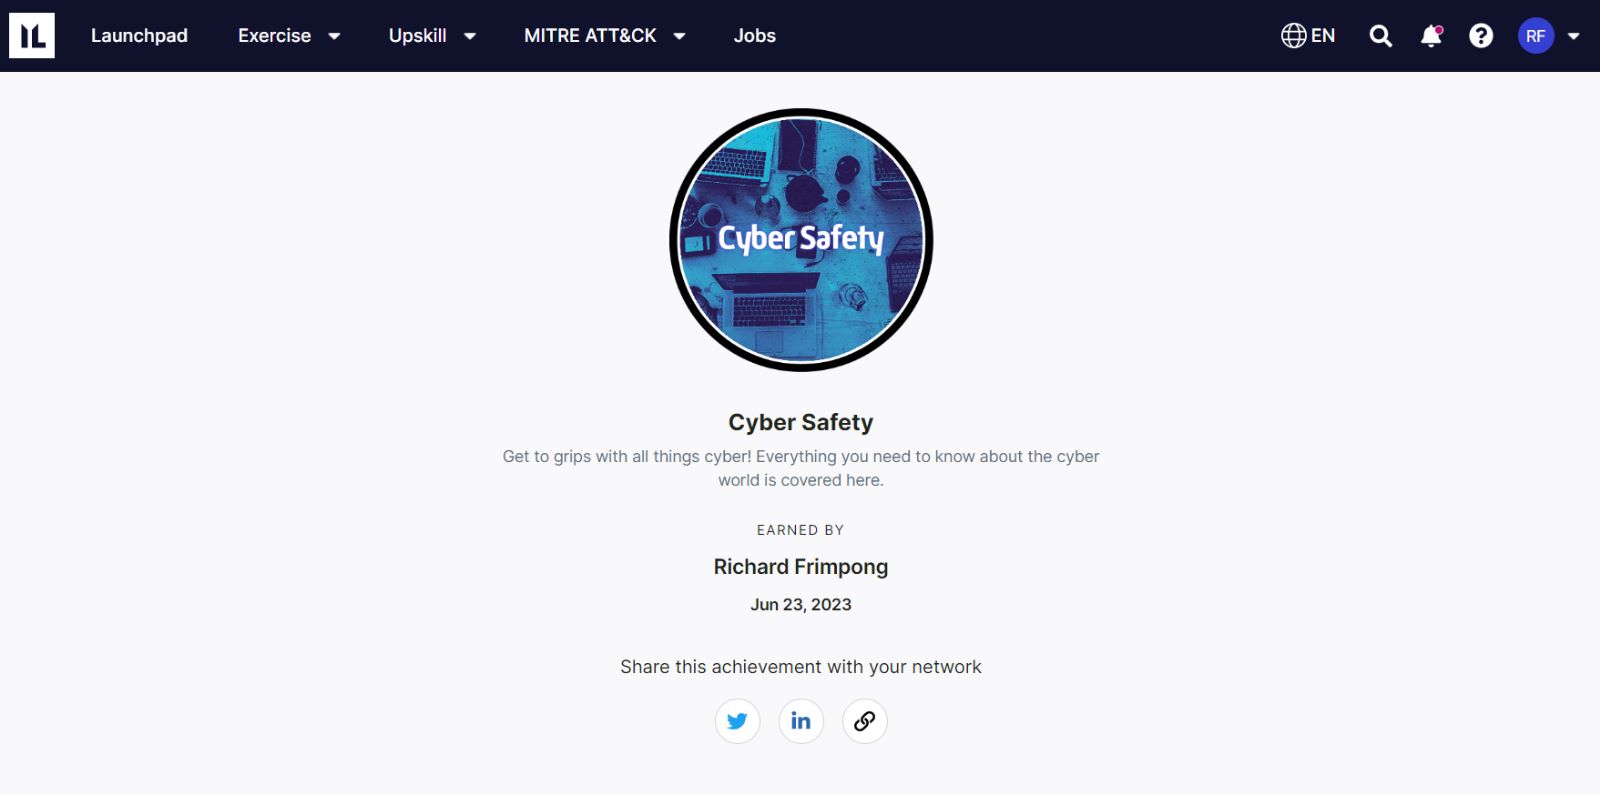 IL Launchpad Exercise Upskill MITRE ATT&CK Jobs EN ? RF
Cyber Safety
Cyber Safety
Get to grips with all things cyber! Everything you need to know about the cyber
world is covered here.
EARNED BY
Richard Frimpong
Jun 23, 2023
Share this achievement with your network
in